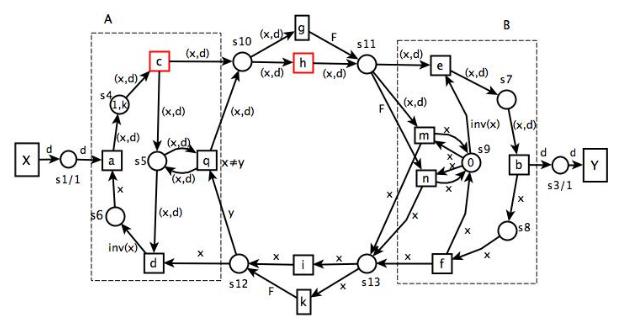 A
B
g
s10
(x,d)
F
s11
c
(x,d)
(x,d)
h
(x,d)
(x,d)
e
(x,d)
s7
(x,d)
s4
1,k
(x,d)
(x,d)
(x,d)
(x,d)
F
m
x
inv(x)
(x,d)
X
d
s1/1
d
a
s5
(x,d)
(x,d)
q
x≠y
x
n
x
x
0
s9
b
d
s3/1
d
Y
x
s6
(x,d)
y
x
x
x
x
s8
inv(x)
d
x
s12
x
i
x
s13
x
f
x
F
k
x